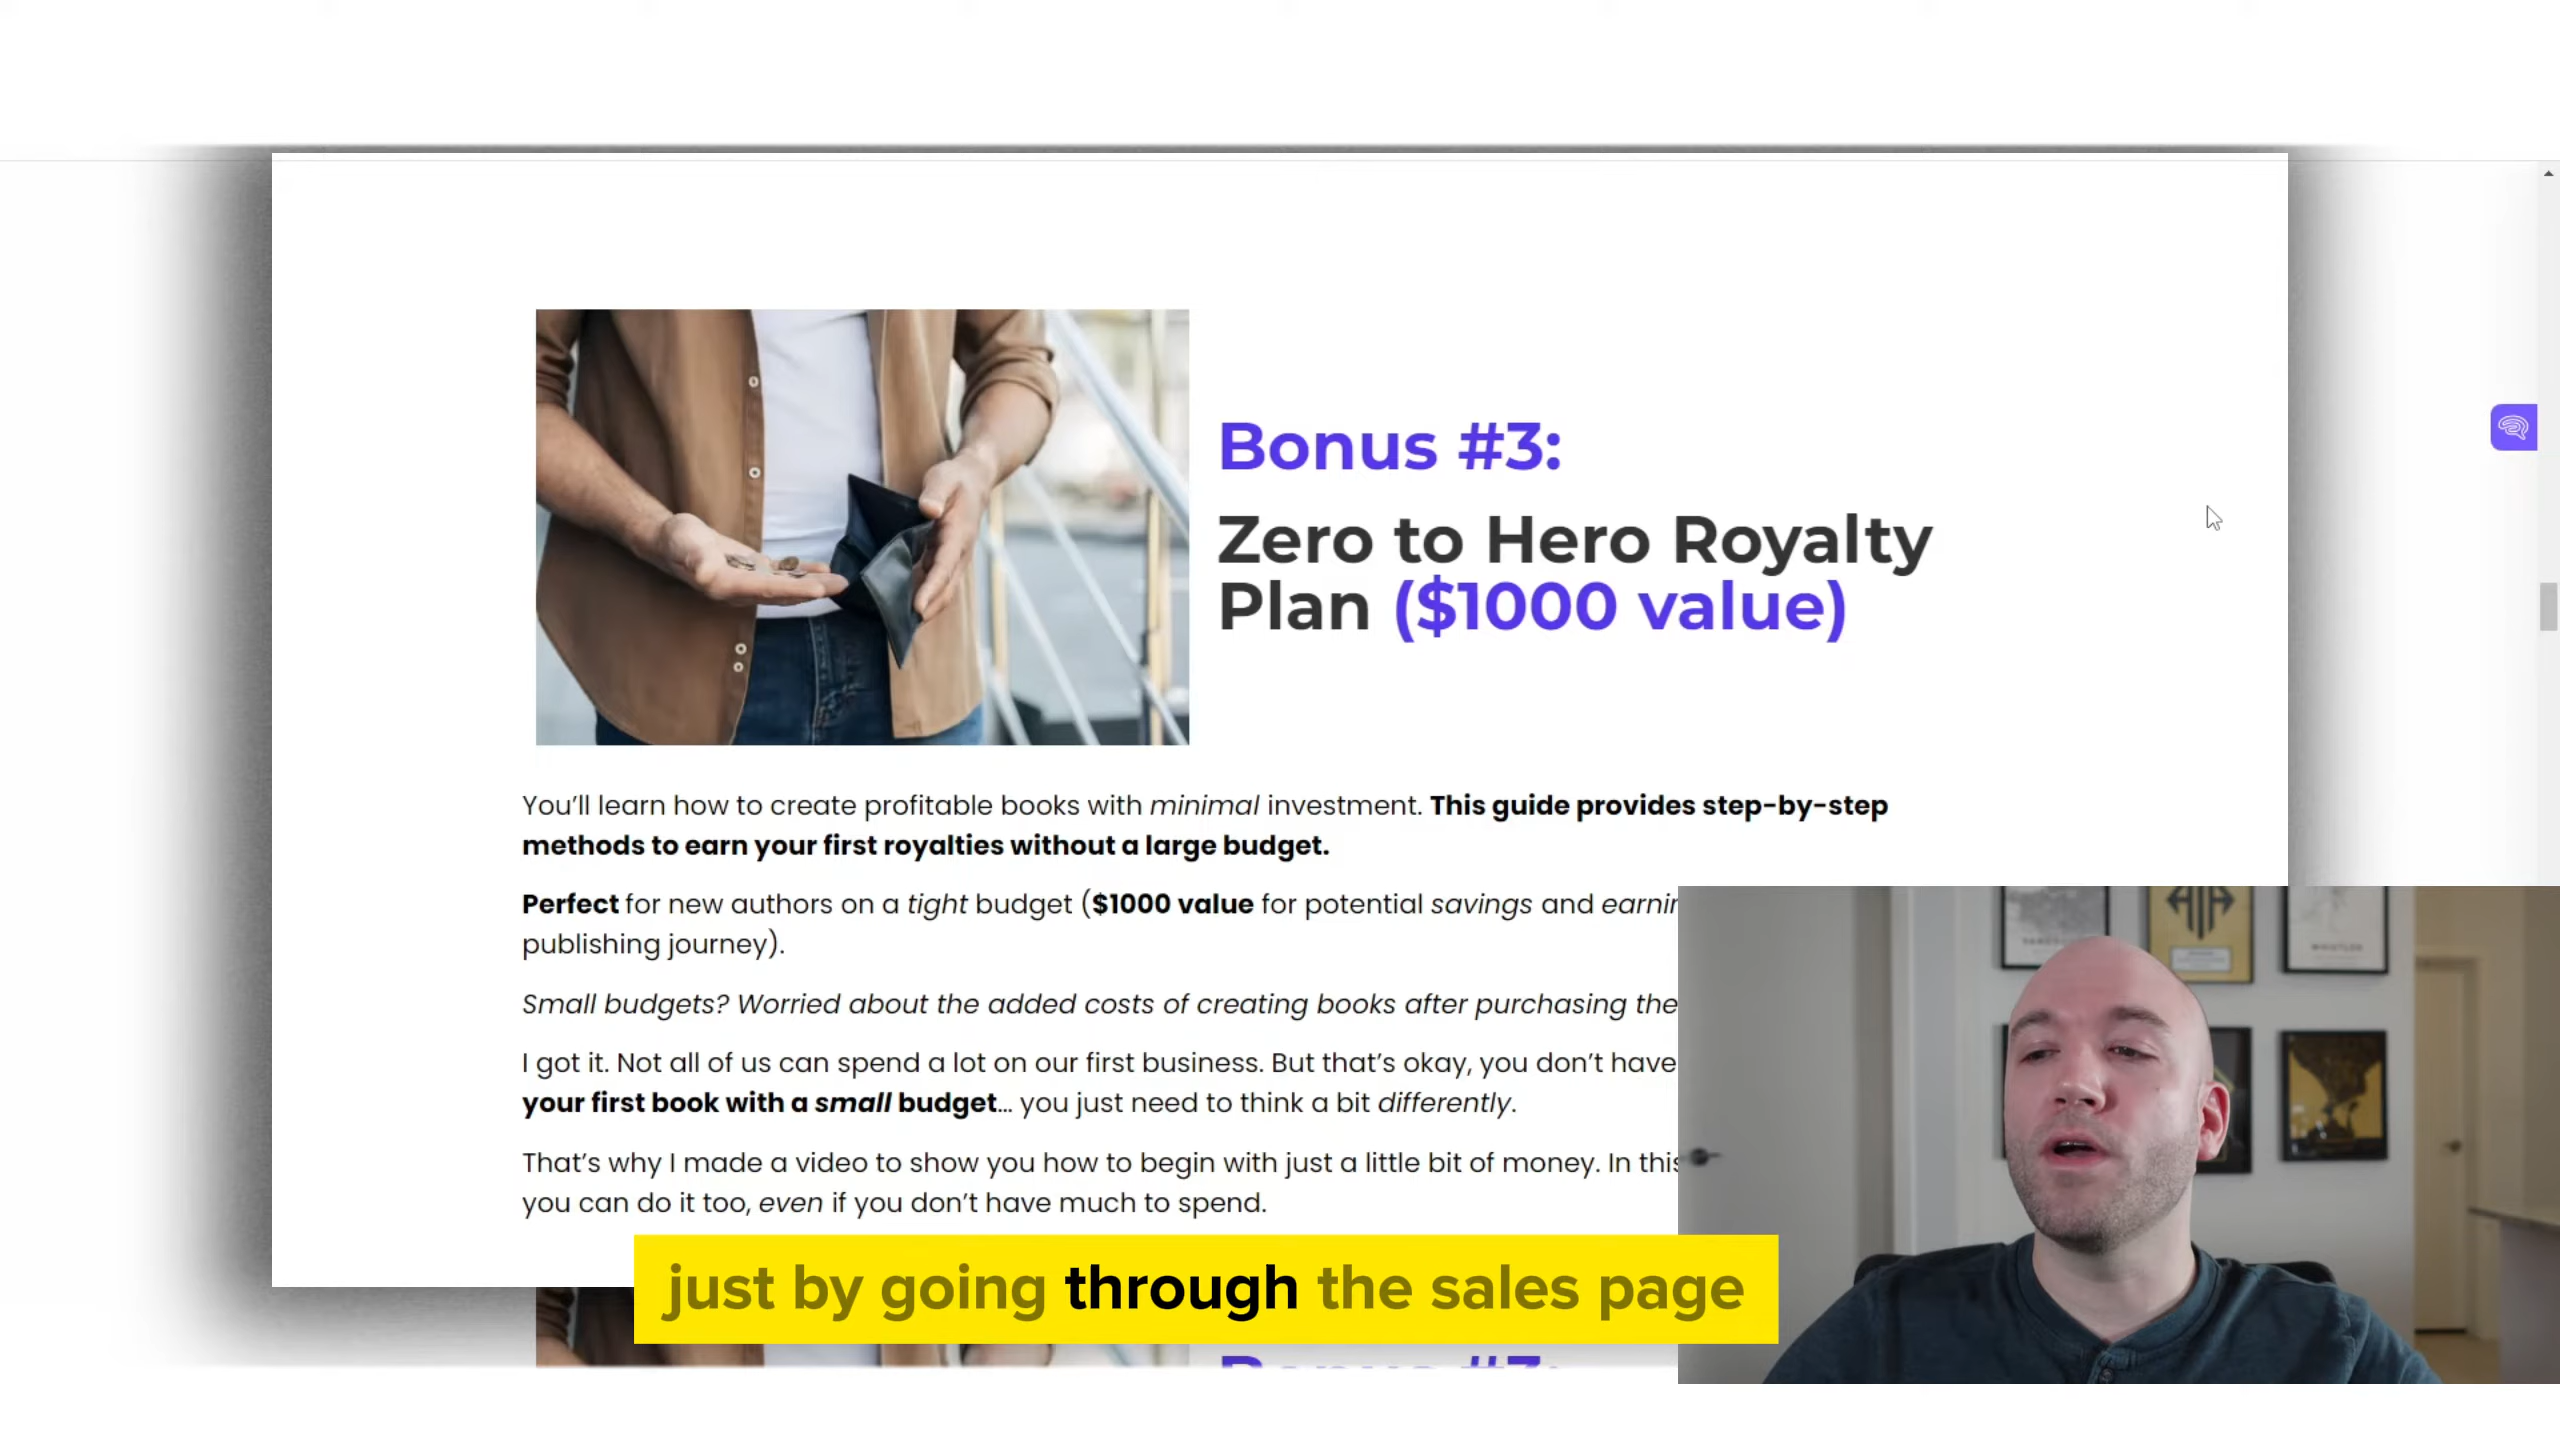 Bonus #3:
Zero to Hero Royalty
Plan ($1000 value)
You'll learn how to create profitable books with minimal investment. This guide provides step-by-step
methods to earn your first royalties without a large budget.
Perfect for new authors on a tight budget ($1000 value for potential savings and
publishing journey).
Small budgets? Worried about the added costs of creating books after purchasing the
I got it. Not all of us can spend a lot on our first business. But that's okay, you don't have
your first book with a small budget... you just need to think a bit differently.
That's why I made a video to show you how to begin with just a little bit of money. In this
you can do it too, even if you don't have much to spend.
WHISTLER
just by going through the sales page